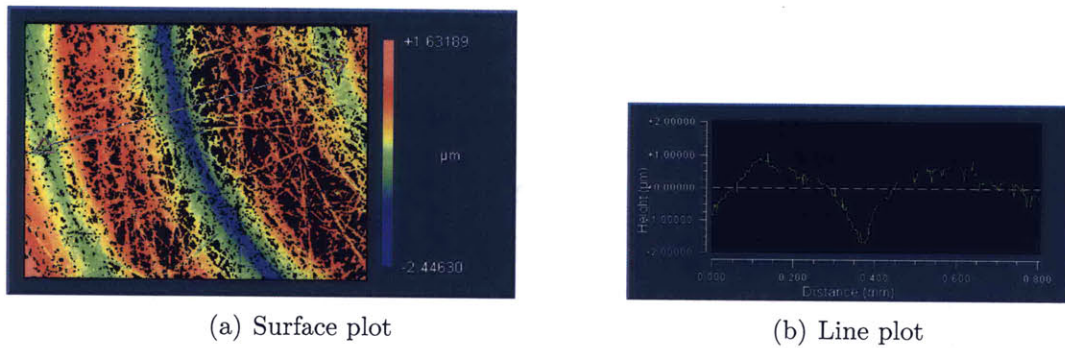 +1.63189
µm
-2.44630
(a) Surface plot
+2.00000
+1.00000
+0.00000
-1.00000
-2.00000
Height (µm)
0.000
0.200
0.400
0.600
0.800
Distance (mm)
(b) Line plot